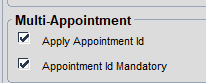 Multi-Appointment
Apply Appointment Id
Appointment Id Mandatory